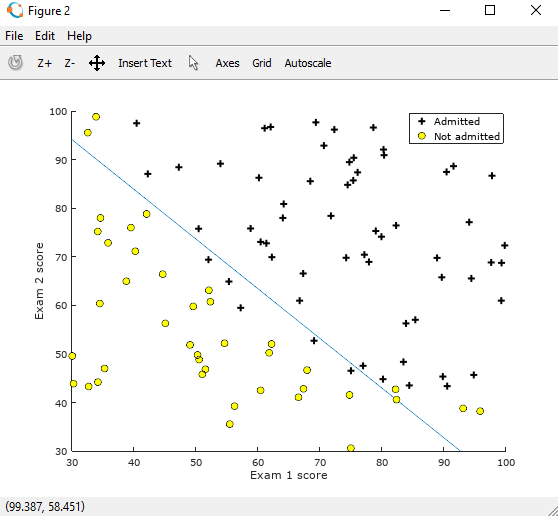 Figure 2
File Edit Help
Z+ Z- Insert Text Axes Grid Autoscale
Admitted
Not admitted
100
90
80
70
60
50
40
30
Exam 2 score
30 40 50 60 70 80 90 100
Exam 1 score
(99.387, 58.451)